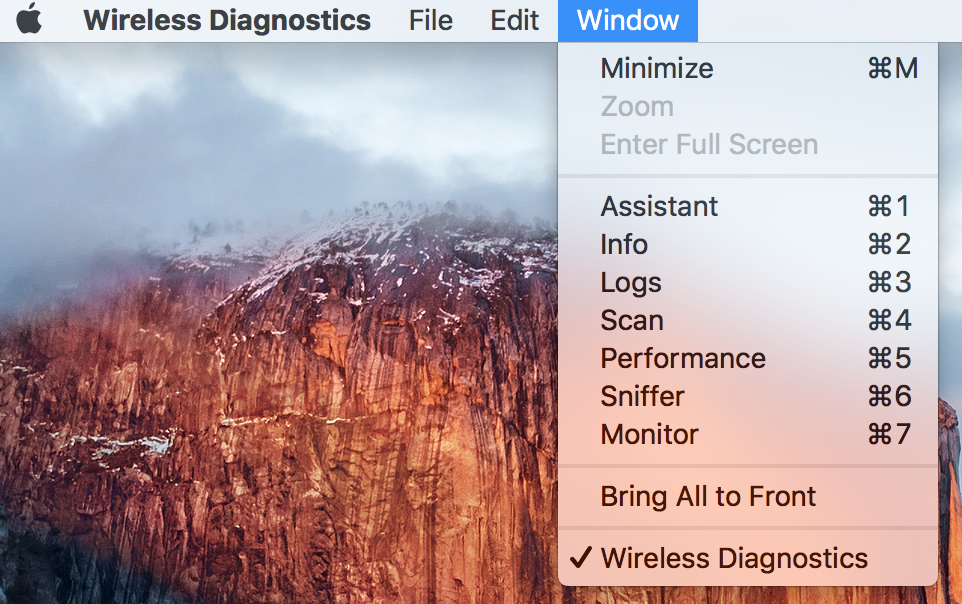 Wireless Diagnostics File Edit Window
Minimize ⌘M
Zoom
Enter Full Screen
Assistant ⌘1
Info ⌘2
Logs ⌘3
Scan ⌘4
Performance ⌘5
Sniffer ⌘6
Monitor ⌘7
Bring All to Front
✓ Wireless Diagnostics